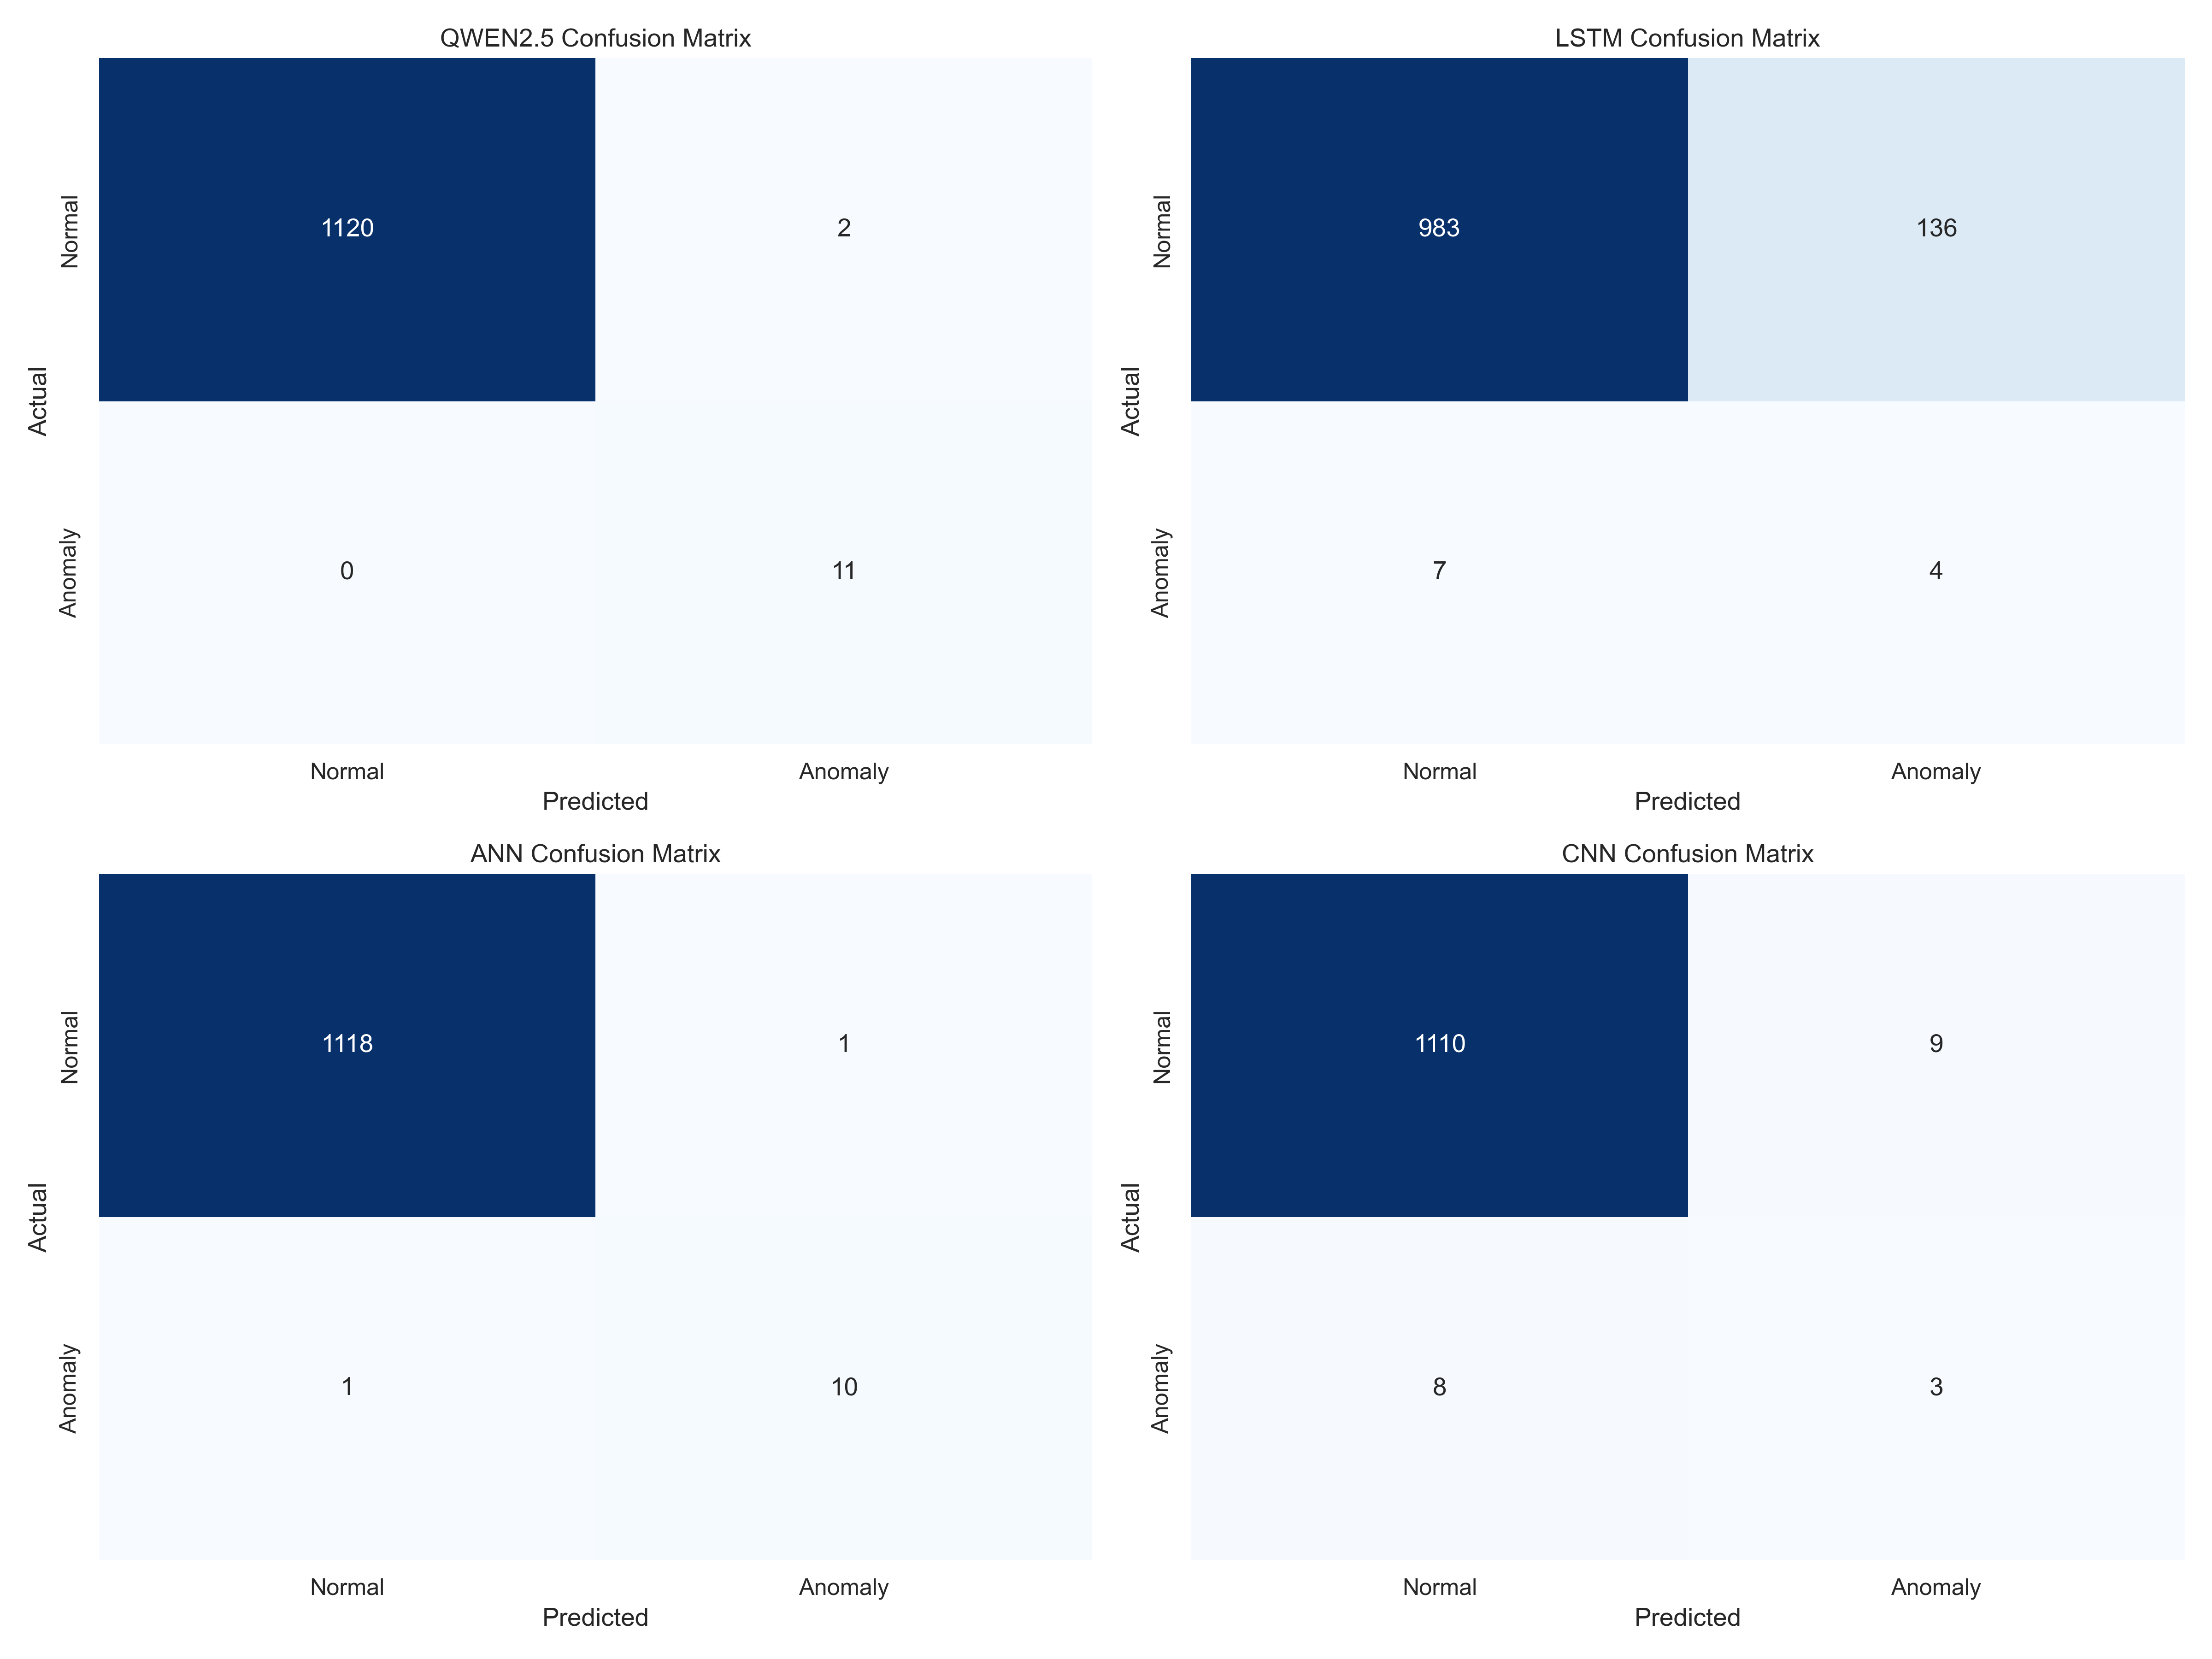 QWEN2.5 Confusion Matrix
Actual
Normal
1120
2
Anomaly
0
11
Normal
Anomaly
Predicted
LSTM Confusion Matrix
Actual
Normal
983
136
Anomaly
7
4
Normal
Anomaly
Predicted
ANN Confusion Matrix
Actual
Normal
1118
1
Anomaly
1
10
Normal
Anomaly
Predicted
CNN Confusion Matrix
Actual
Normal
1110
9
Anomaly
8
3
Normal
Anomaly
Predicted